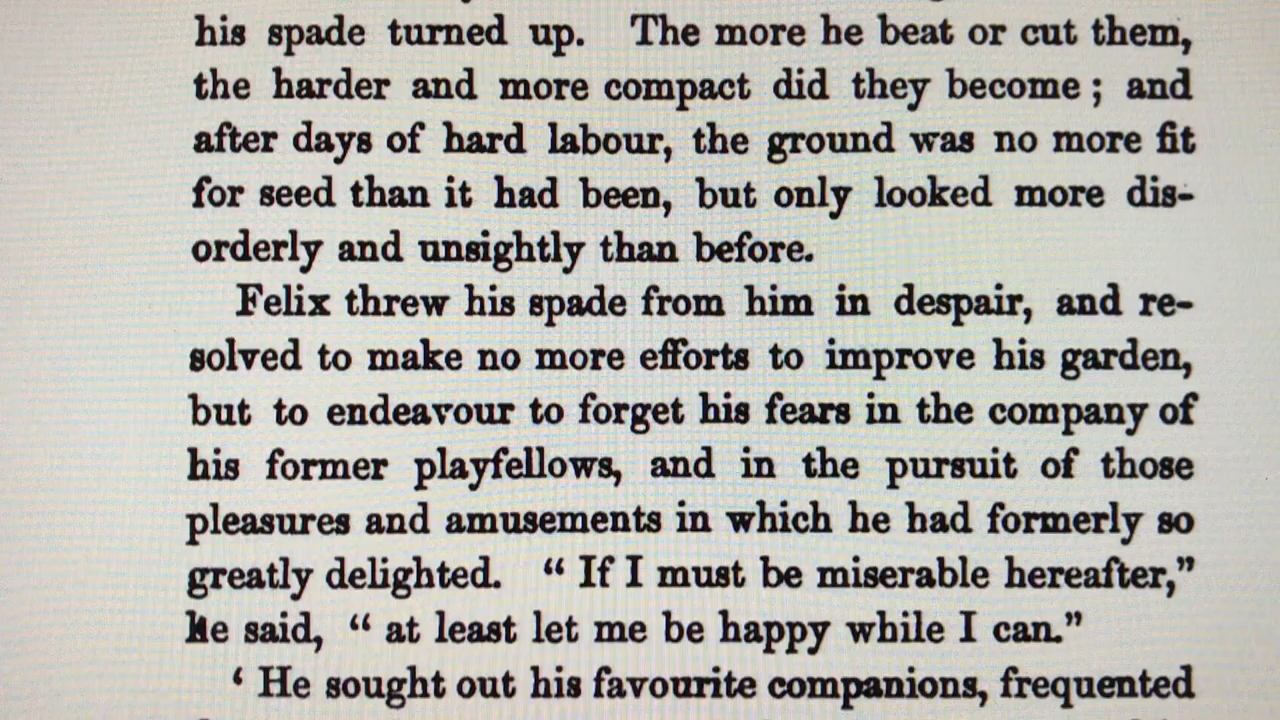 his spade turned up. The more he beat or cut them,
the harder and more compact did they become ; and
after days of hard labour, the ground was no more fit
for seed than it had been, but only looked more dis-
orderly and unsightly than before.
Felix threw his spade from him in despair, and re-
solved to make no more efforts to improve his garden,
but to endeavour to forget his fears in the company of
his former playfellows, and in the pursuit of those
pleasures and amusements in which he had formerly so
greatly delighted. “ If I must be miserable hereafter,”
he said, “ at least let me be happy while I can.”
‘ He sought out his favourite companions, frequented